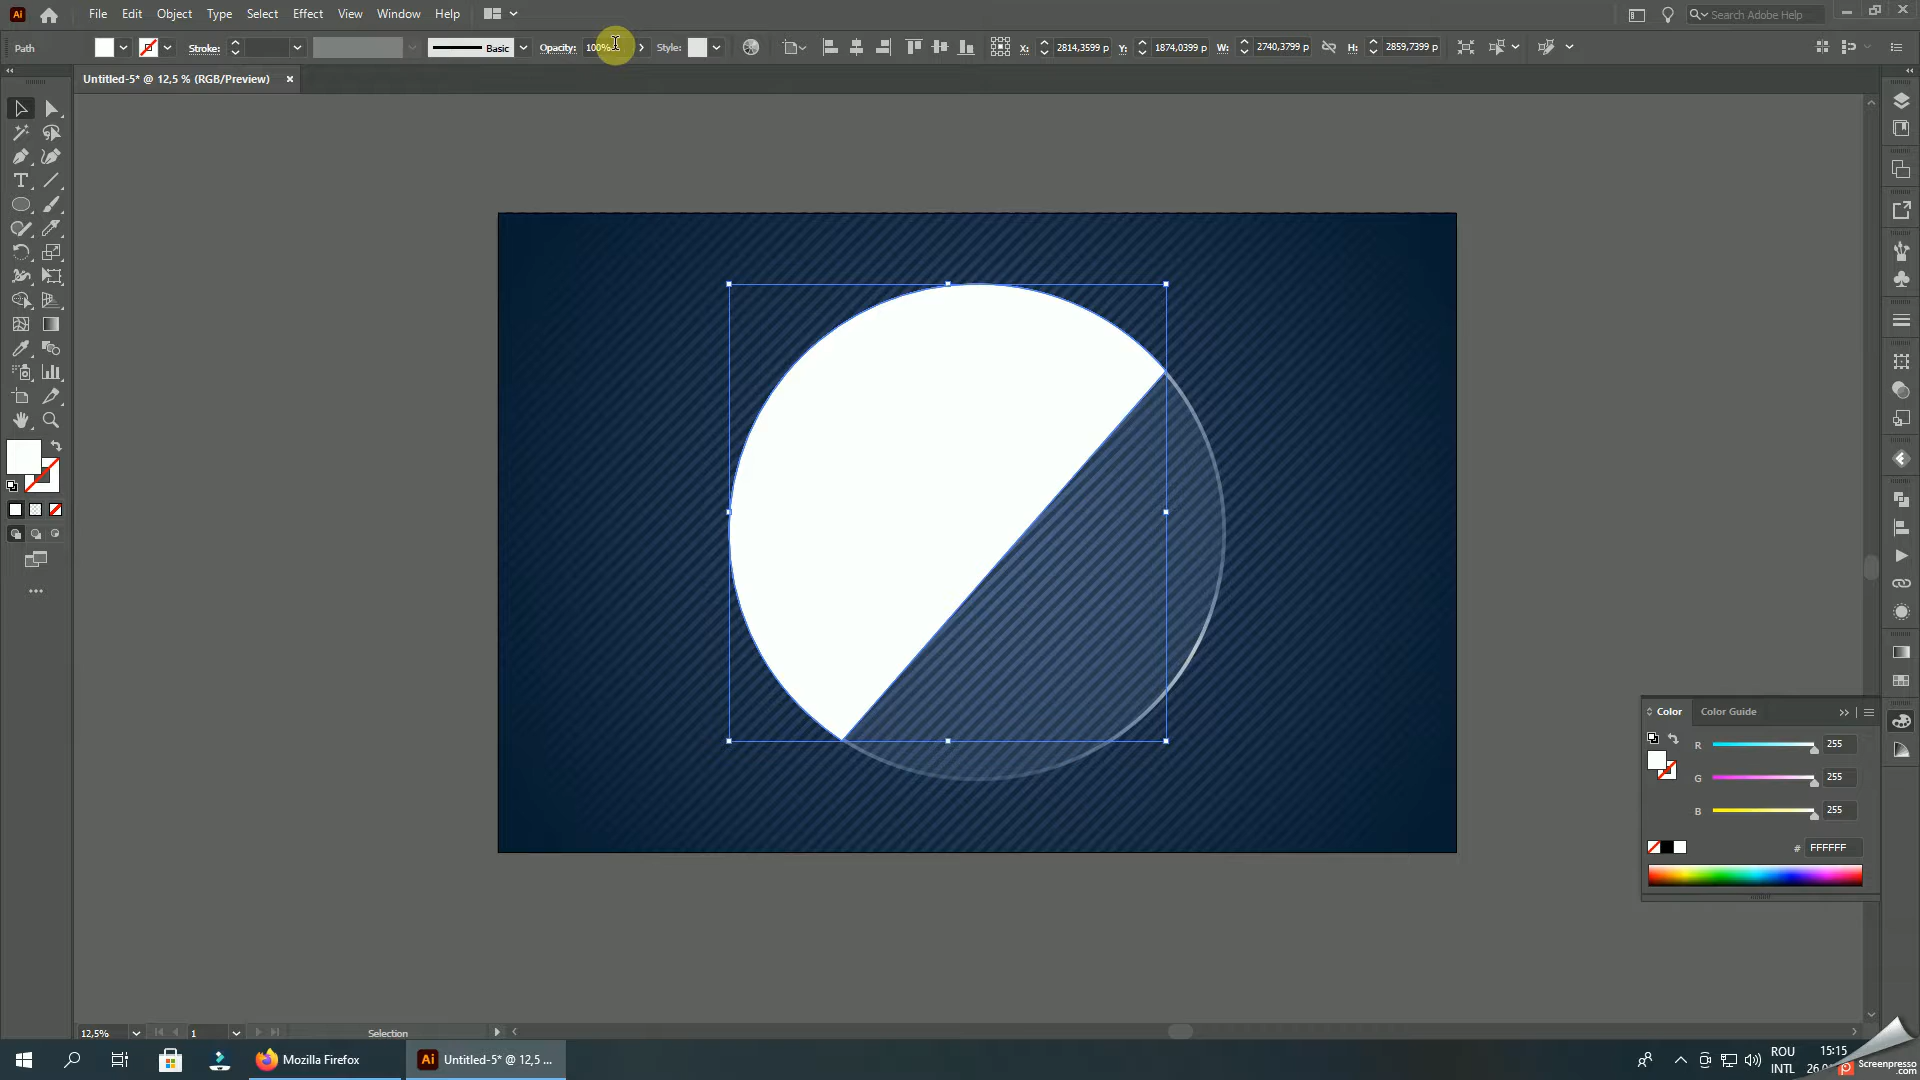 Ai File Edit Object Type Select Effect View Window Help Search Adobe Help
Path Stroke: Basic Opacity: 100% Style: X: 2814,3599 p Y: 1874,0399 p W: 2740,3799 p H: 2859,7399 p
Untitled-5* @ 12,5 % (RGB/Preview) ×
T
Color Color Guide
R 255
G 255
B 255
# FFFFFF
12,5% 1 Selection
Mozilla Firefox Ai Untitled-5* @ 12,5 ... ROU 15:15
INTL 26.0
Screenpresso
.com